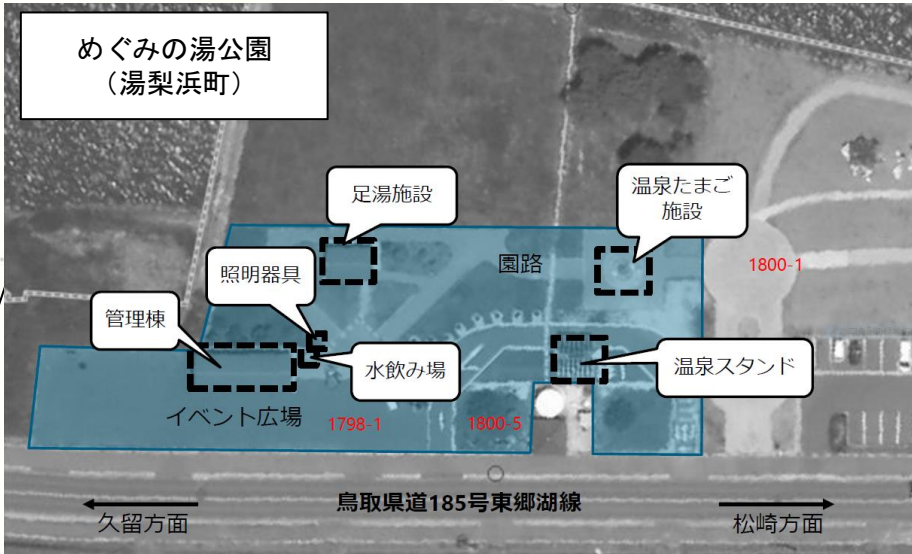 めぐみの湯公園
（湯梨浜町）
足湯施設
温泉たまご
施設
園路
1800-1
照明器具
管理棟
水飲み場
温泉スタンド
イベント広場
1798-1
1800-5
鳥取県道185号東郷湖線
久留方面
松崎方面